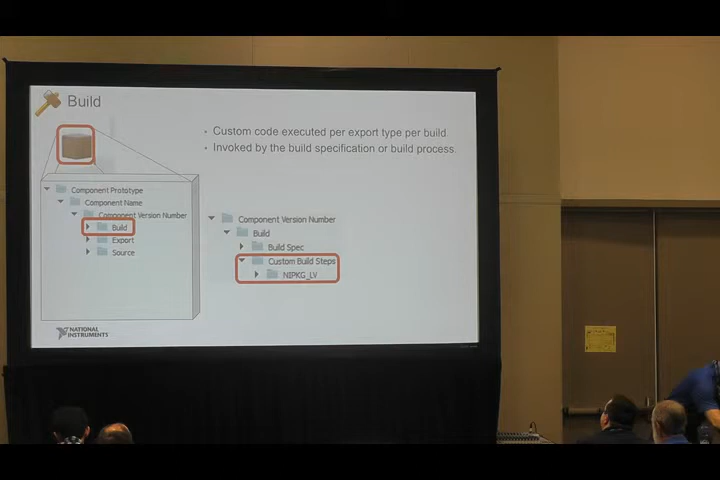 Build
Custom code executed per export type per build.
Invoked by the build specification or build process.
Component Prototype
Component Name
Component Version Number
Build
Export
Source
Component Version Number
Build
Build Spec
Custom Build Steps
NIPKG_LV
NATIONAL
INSTRUMENTS